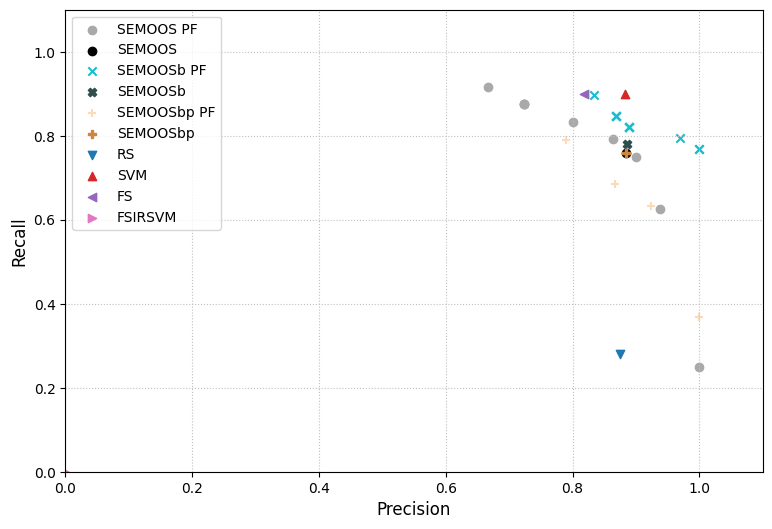 SEMOOS PF
SEMOOS
SEMOOSb PF
SEMOOSb
SEMOOSbp PF
SEMOOSbp
RS
SVM
FS
FSIRSVM
1.0
0.8
0.6
0.4
0.2
0.0
Recall
0.0 0.2 0.4 0.6 0.8 1.0
Precision